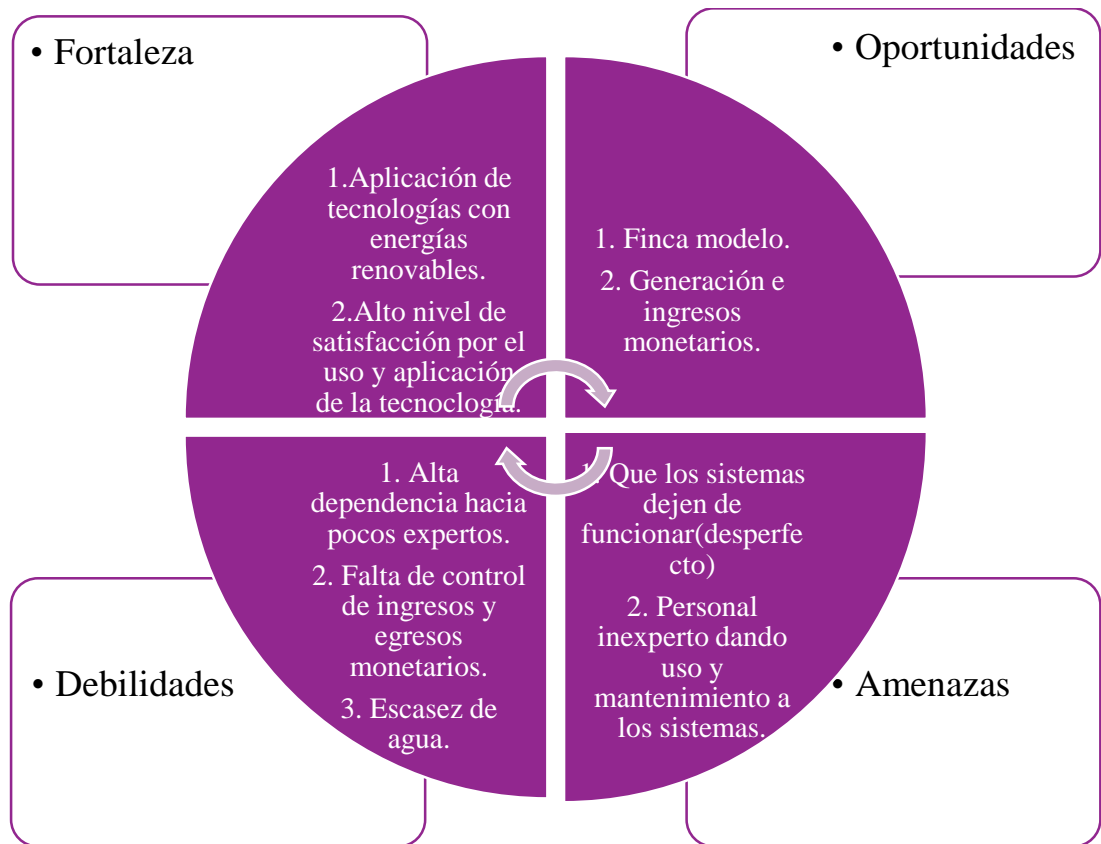 • Fortaleza
1.Aplicación de
tecnologías con
energías
renovables.
2.Alto nivel de
satisfacción por el
uso y aplicación
de la tecnoclogía.
• Oportunidades
1. Finca modelo.
2. Generación e
ingresos
monetarios.
1. Alta
dependencia hacia
pocos expertos.
2. Falta de control
de ingresos y
egresos
monetarios.
3. Escasez de
agua.
• Debilidades
1. Que los sistemas
dejen de
funcionar(desperfe
cto)
2. Personal
inexperto dando
uso y
mantenimiento a
los sistemas.
• Amenazas